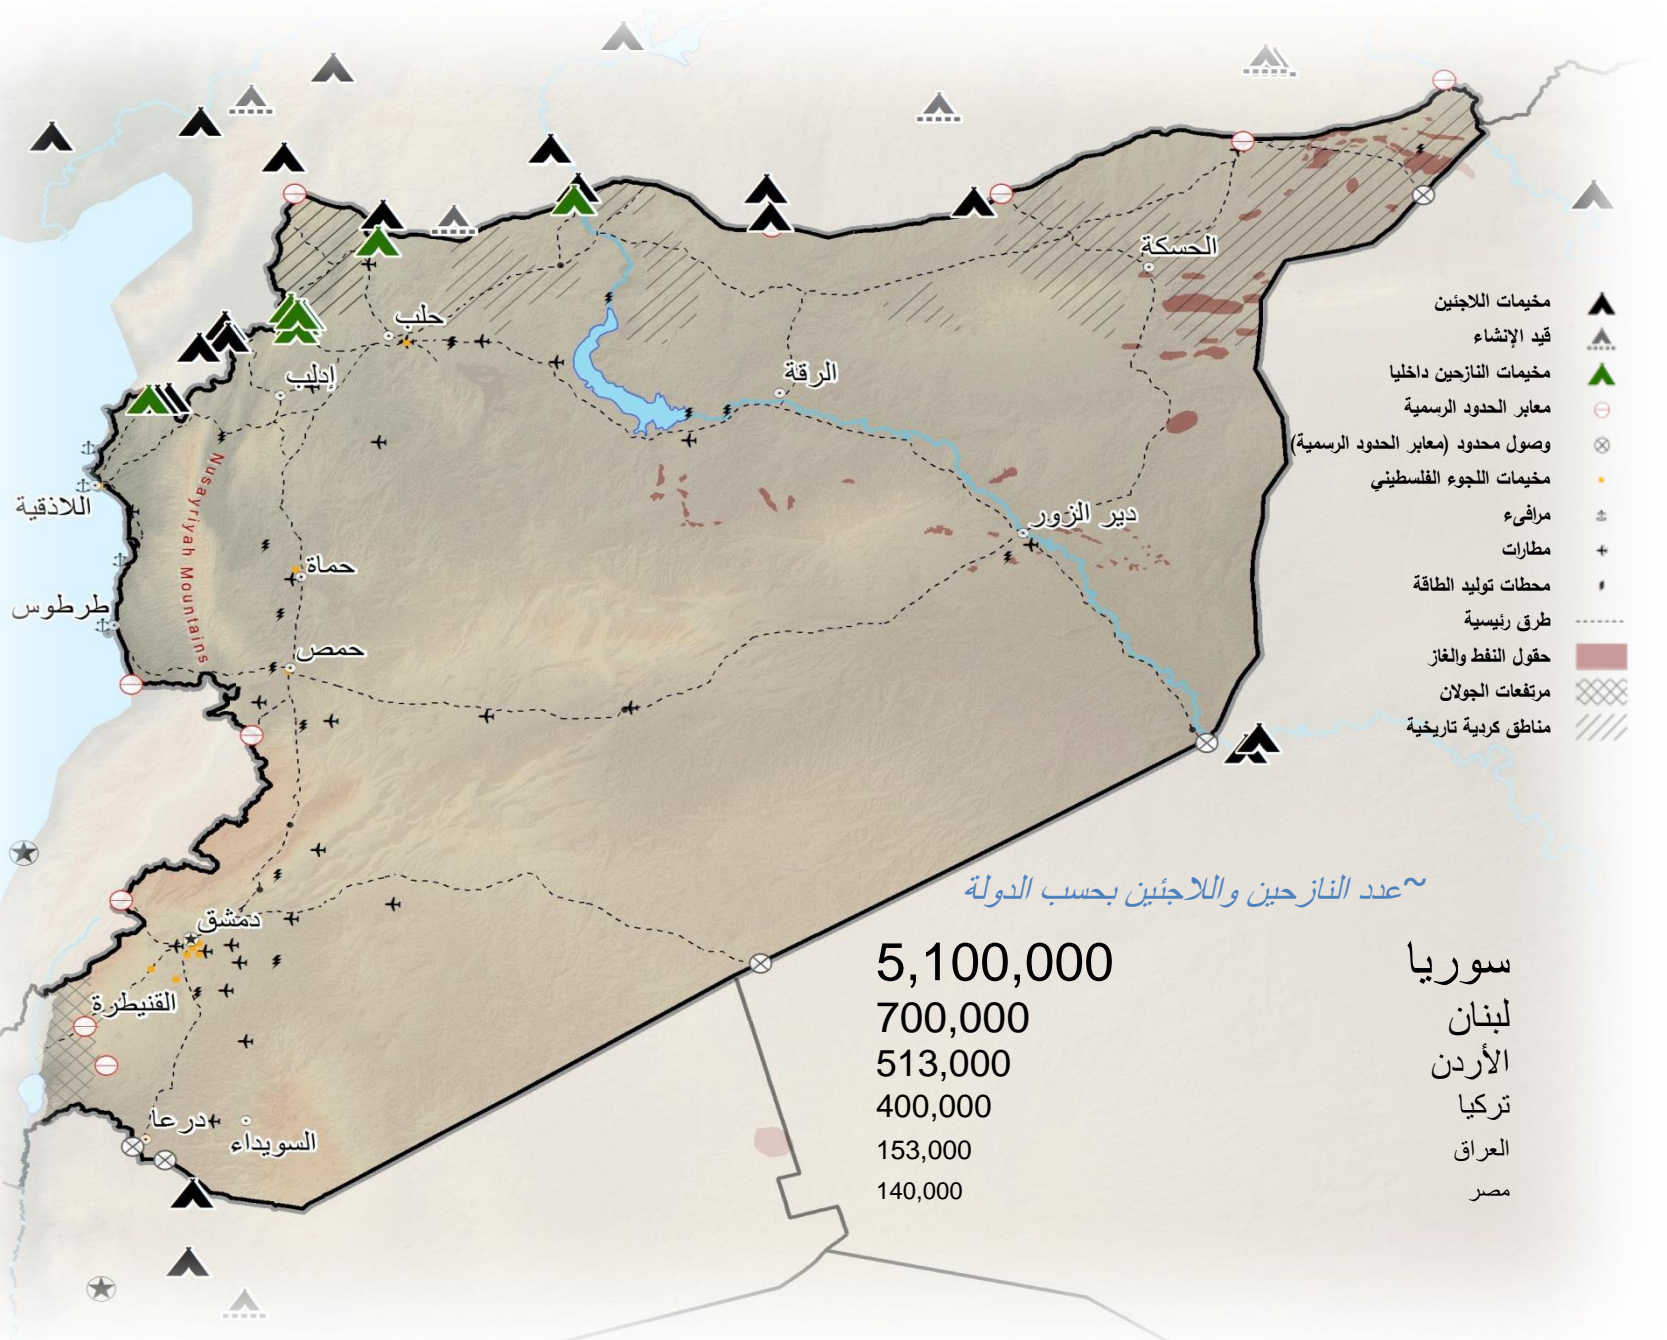 الحسكة
حلب
إدلب
الرقة
Nusayriyah Mountains
اللاذقية
دير الزور
حماة
طرطوس
حمص
دمشق
القنيطرة
درعا
السويداء
مخيمات اللاجئين
قيد الإنشاء
مخيمات النازحين داخليا
معابر الحدود الرسمية
وصول محدود (معابر الحدود الرسمية)
مخيمات اللجوء الفلسطيني
مرافىء
مطارات
محطات توليد الطاقة
طرق رئيسية
حقول النفط والغاز
مرتفعات الجولان
مناطق كردية تاريخية
~عدد النازحين واللاجئين بحسب الدولة
سوريا 5,100,000
لبنان 700,000
الأردن 513,000
تركيا 400,000
العراق 153,000
مصر 140,000